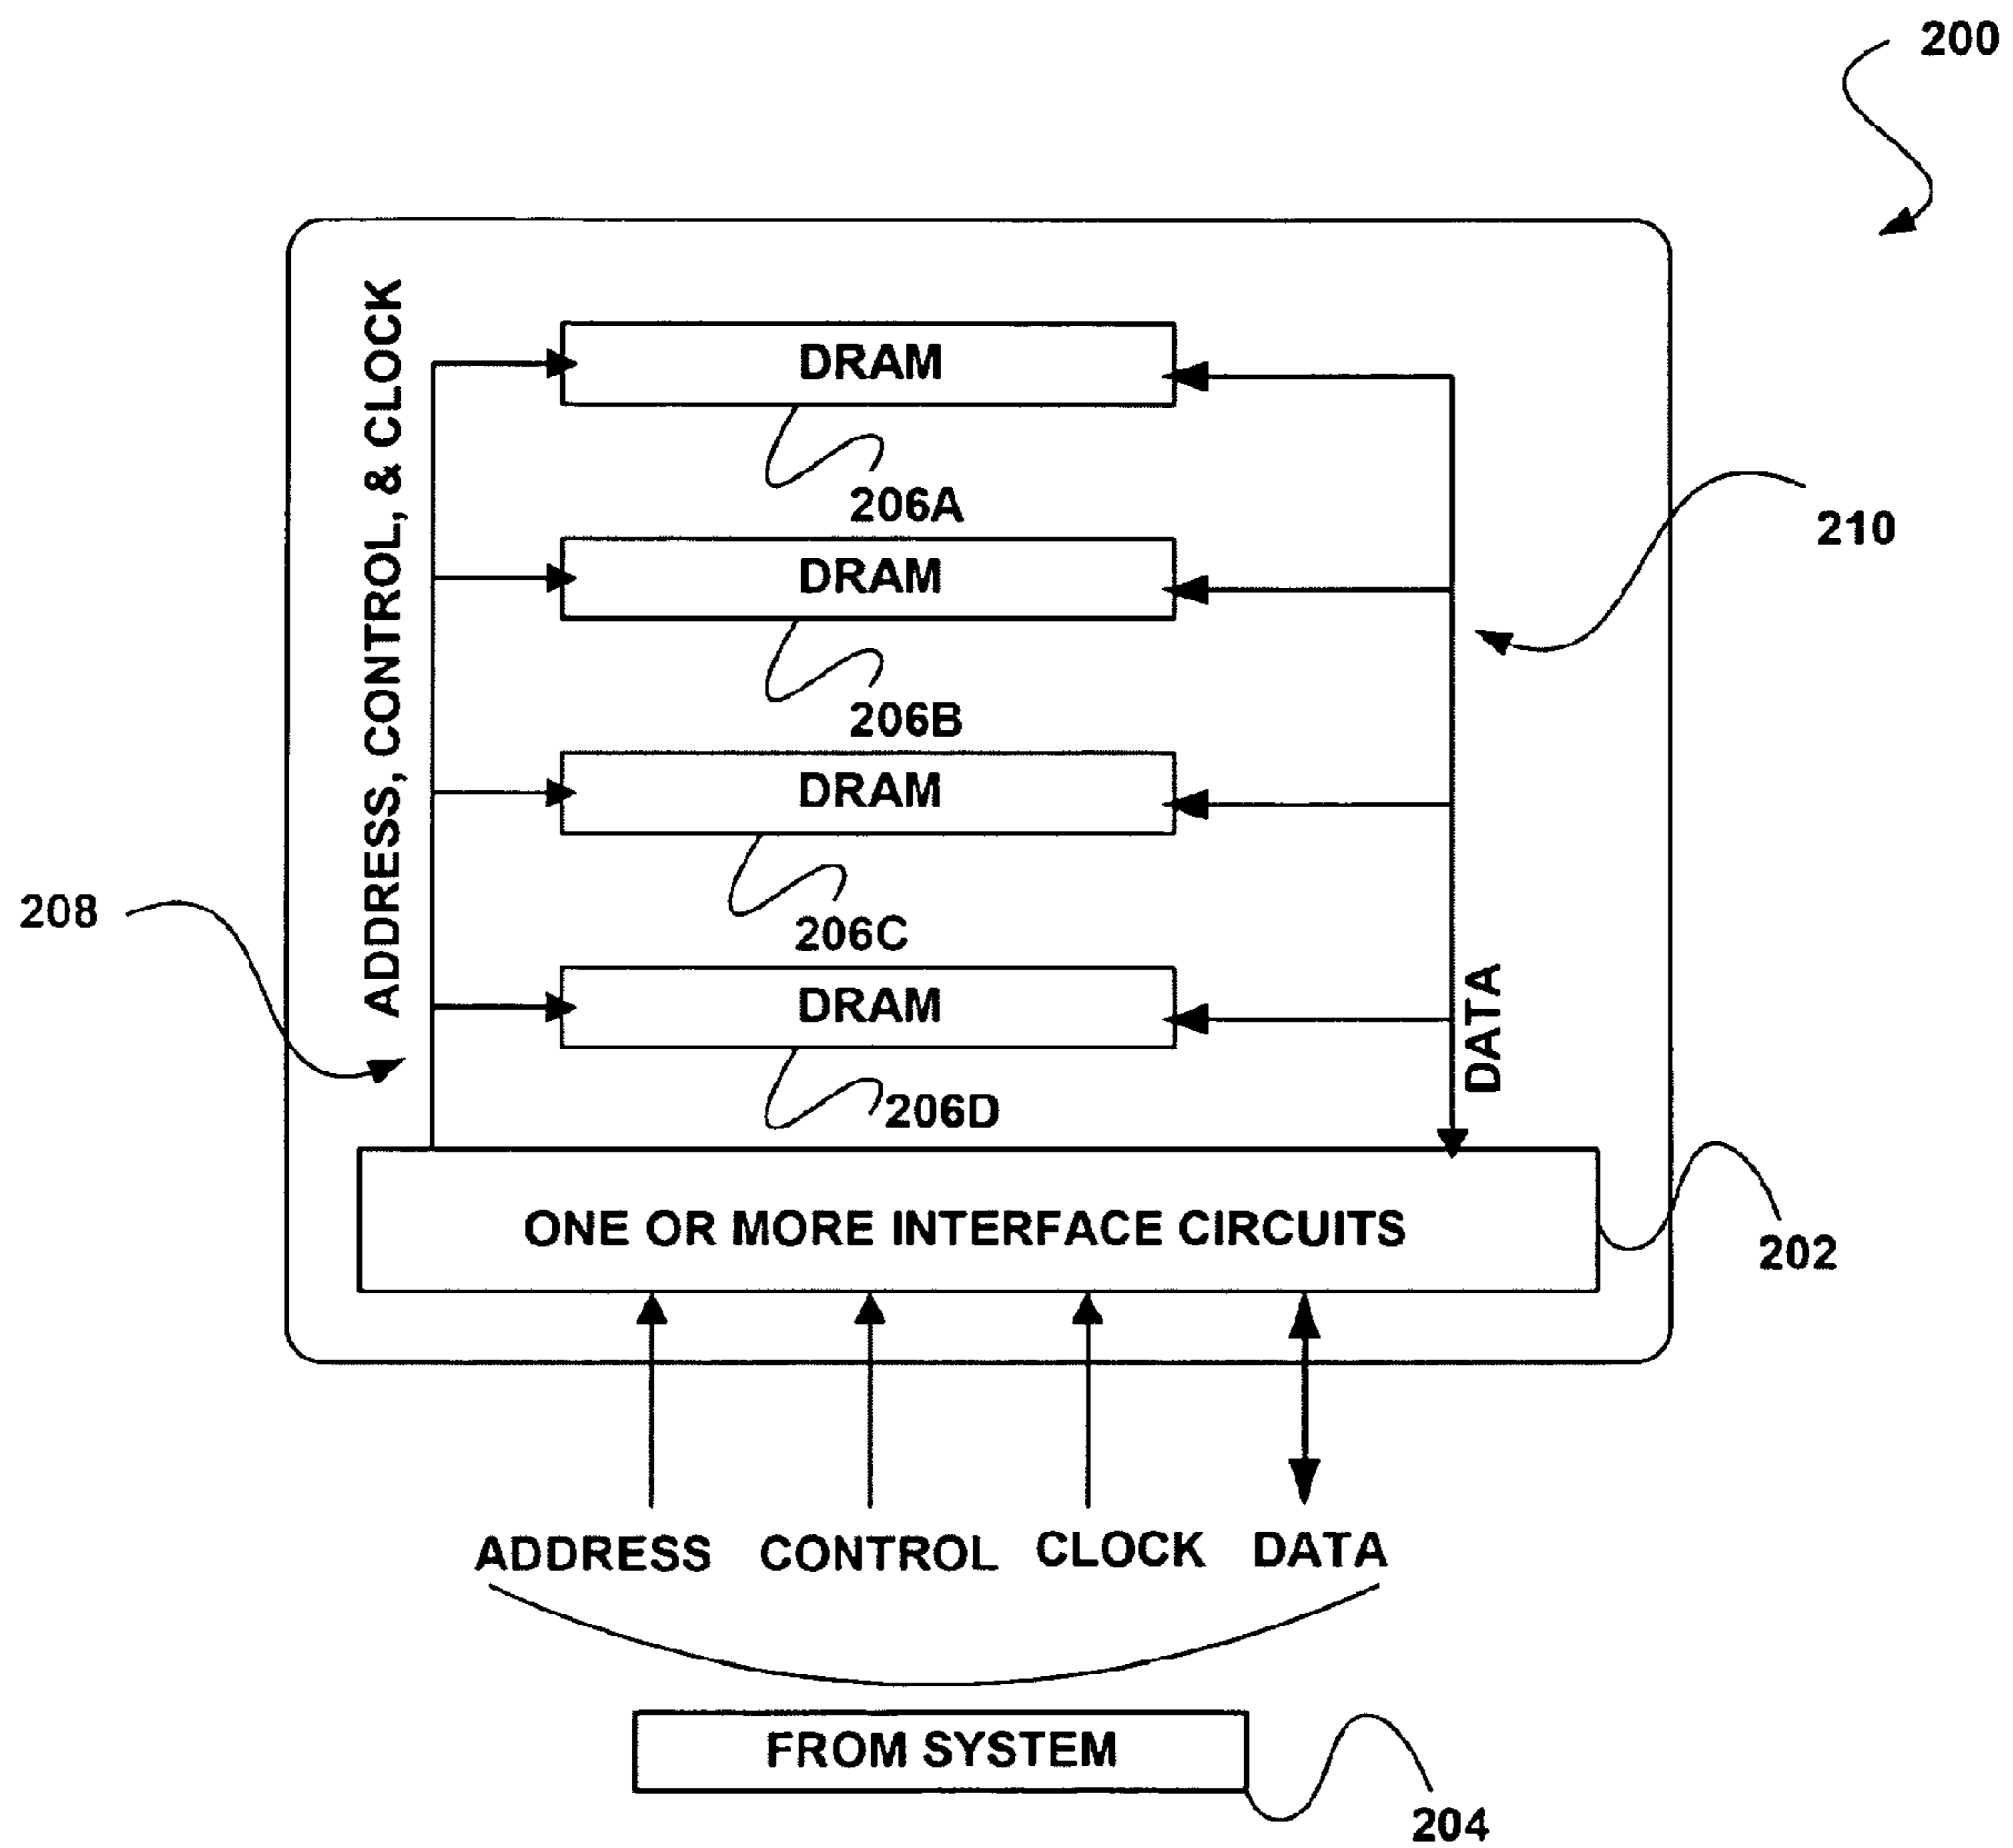 200
ADDRESS, CONTROL, & CLOCK
DRAM
206A
210
DRAM
206B
DRAM
208
206C
DRAM
DATA
206D
ONE OR MORE INTERFACE CIRCUITS
202
ADDRESS CONTROL CLOCK DATA
FROM SYSTEM
204